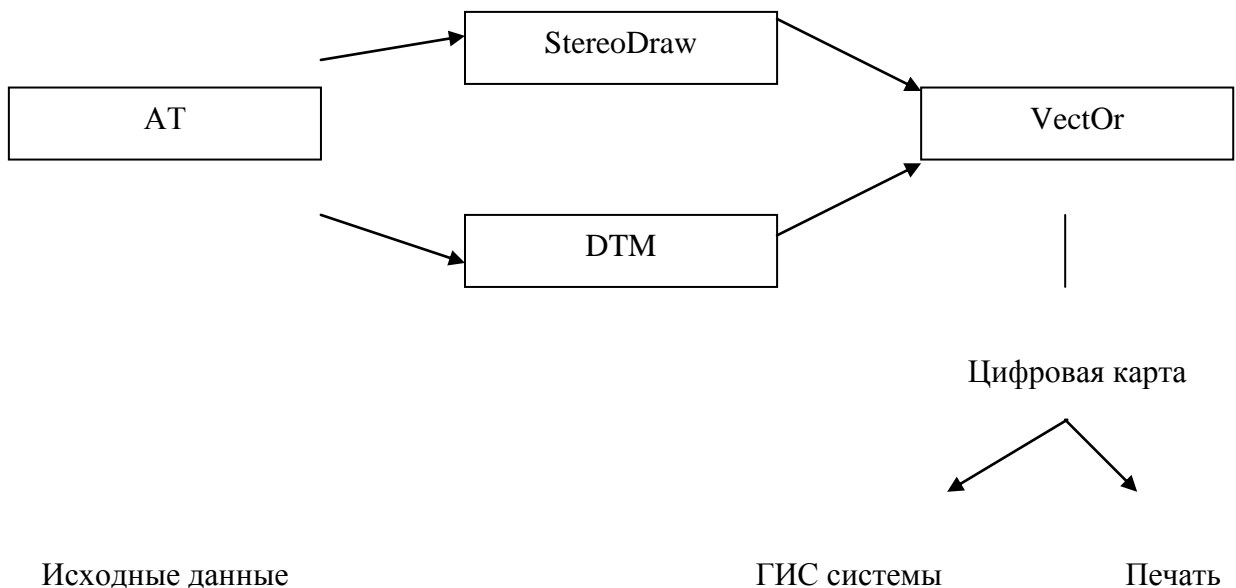 StereoDraw
AT
VectOr
DTM
Цифровая карта
Исходные данные
ГИС системы
Печать